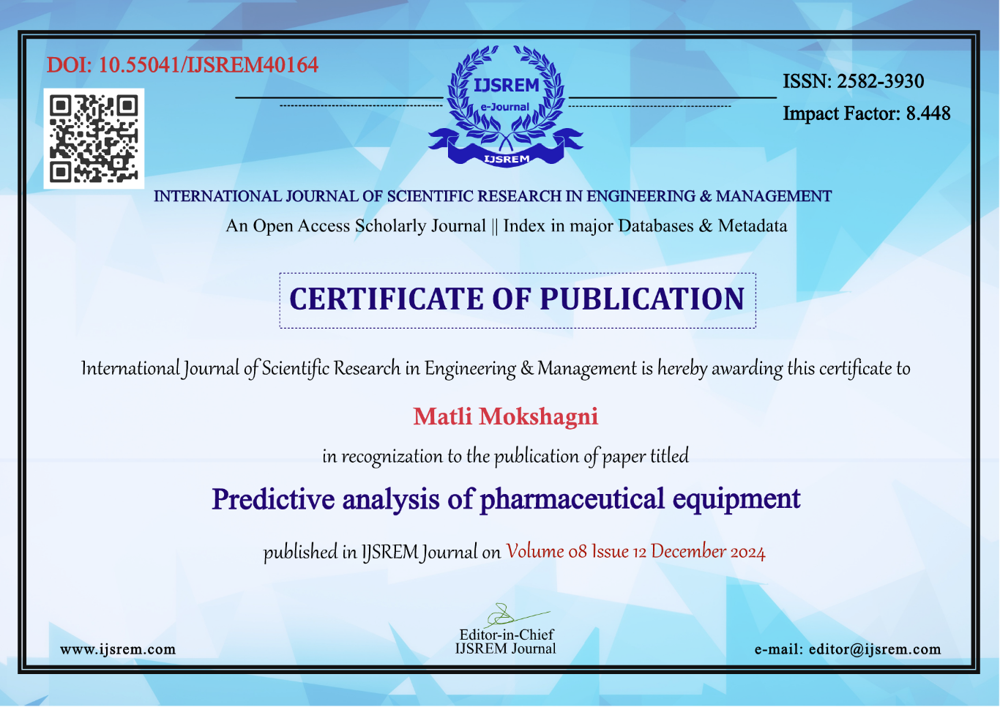 DOI: 10.55041/IJSREM40164
IJSREM
e-Journal
IJSREM
ISSN: 2582-3930
Impact Factor: 8.448
INTERNATIONAL JOURNAL OF SCIENTIFIC RESEARCH IN ENGINEERING & MANAGEMENT
An Open Access Scholarly Journal || Index in major Databases & Metadata
CERTIFICATE OF PUBLICATION
International Journal of Scientific Research in Engineering & Management is hereby awarding this certificate to
Matli Mokshagni
in recognization to the publication of paper titled
Predictive analysis of pharmaceutical equipment
published in IJSREM Journal on Volume 08 Issue 12 December 2024
Editor-in-Chief
IJSREM Journal
www.ijsrem.com
e-mail: editor@ijsrem.com